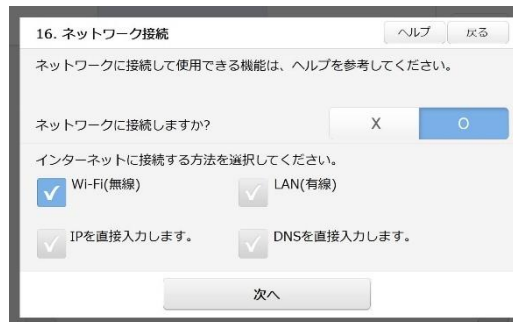 16. ネットワーク接続
ヘルプ
戻る
ネットワークに接続して使用できる機能は、ヘルプを参考してください。
ネットワークに接続しますか?
X
O
インターネットに接続する方法を選択してください。
Wi-Fi(無線)
LAN(有線)
IPを直接入力します。
DNSを直接入力します。
次へ